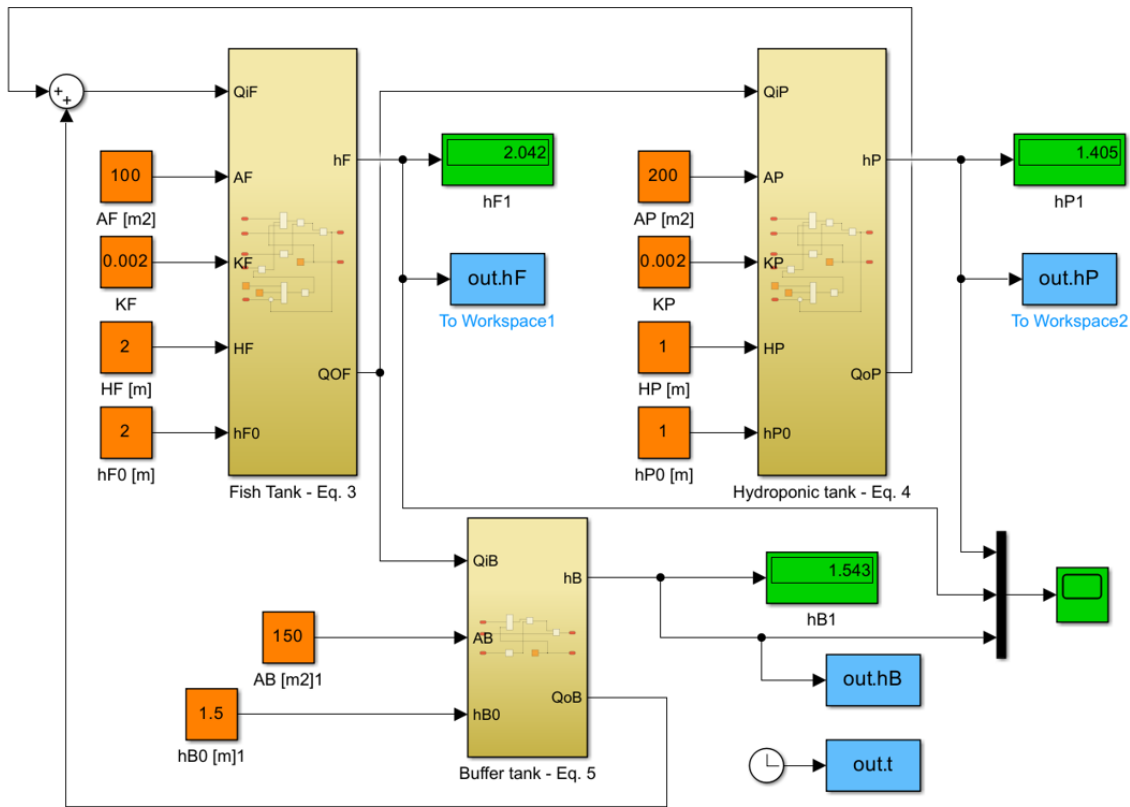 +
+
QiF
AF
KF
HF
hF0
hF
QOF
100
AF [m2]
0.002
KF
2
HF [m]
2
hF0 [m]
Fish Tank - Eq. 3
2.042
hF1
out.hF
To Workspace1
QiP
AP
KP
HP
hP0
hP
QoP
200
AP [m2]
0.002
KP
1
HP [m]
1
hP0 [m]
Hydroponic tank - Eq. 4
1.405
hP1
out.hP
To Workspace2
QiB
AB
hB0
hB
QoB
150
AB [m2]1
1.5
hB0 [m]1
Buffer tank - Eq. 5
1.543
hB1
out.hB
out.t